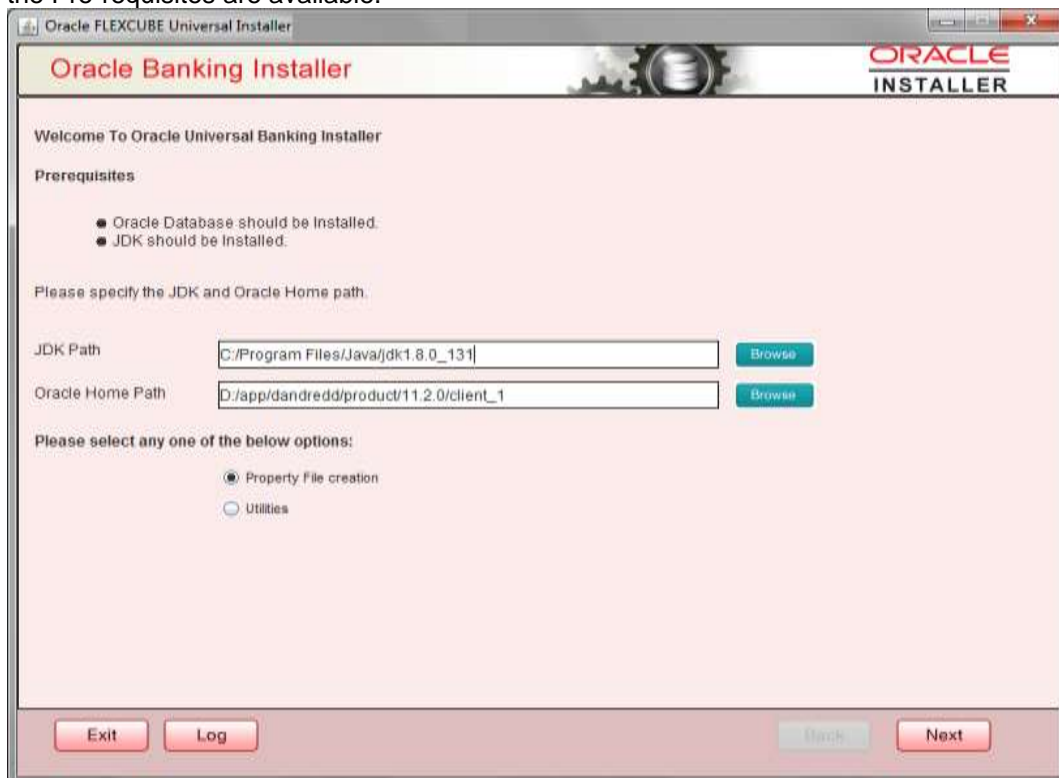 the Pre-requisites are available.
Oracle FLEXCUBE Universal Installer
Oracle Banking Installer
ORACLE
INSTALLER
Welcome To Oracle Universal Banking Installer
Prerequisites
Oracle Database should be Installed.
JDK should be Installed.
Please specify the JDK and Oracle Home path.
JDK Path C:/Program Files/Java/jdk1.8.0_131 Browse
Oracle Home Path D:/app/dandredd/product/11.2.0/client_1 Browse
Please select any one of the below options:
Property File creation
Utilities
Exit Log Back Next